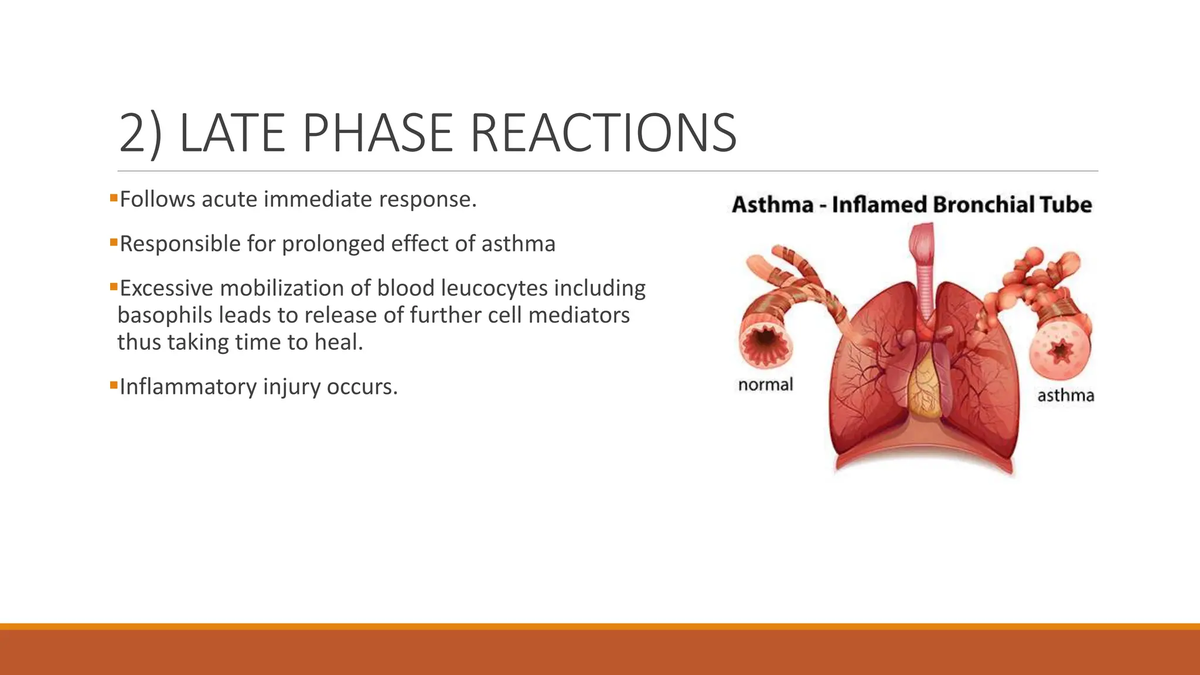 2) LATE PHASE REACTIONS
▪Follows acute immediate response.
▪Responsible for prolonged effect of asthma
▪Excessive mobilization of blood leucocytes including
basophils leads to release of further cell mediators
thus taking time to heal.
▪Inflammatory injury occurs.
Asthma - Inflamed Bronchial Tube
normal
asthma